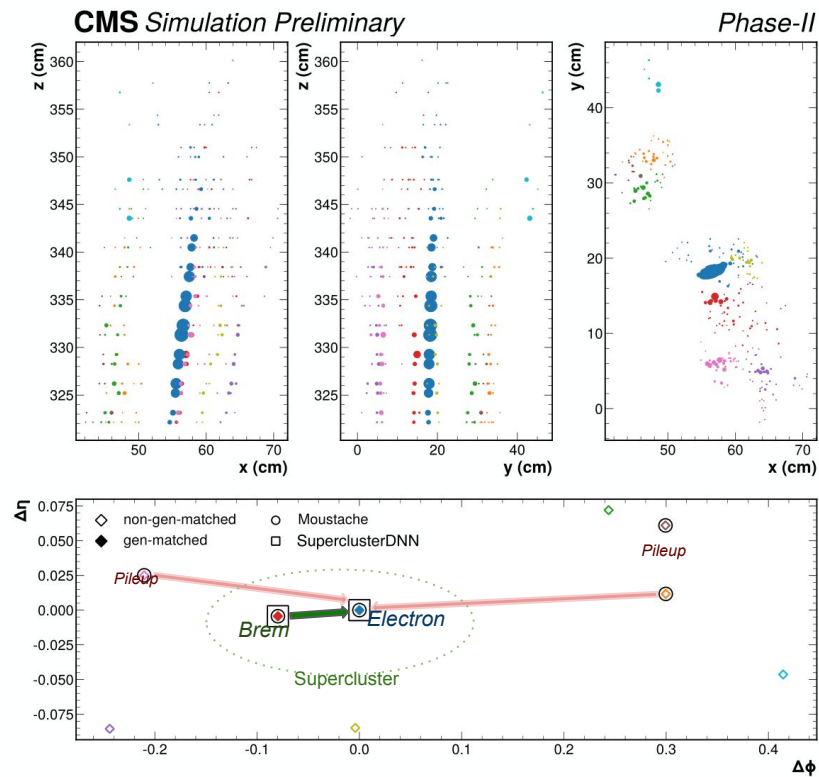 CMS Simulation Preliminary Phase-II
z (cm)
360
355
350
345
340
335
330
325
50 60 70
x (cm)
z (cm)
360
355
350
345
340
335
330
325
0 20 40
y (cm)
y (cm)
40
30
20
10
0
50 60 70
x (cm)
Δη
0.075
0.050
0.025
0.000
-0.025
-0.050
-0.075
non-gen-matched
gen-matched
Moustache
SuperclusterDNN
Pileup
Pileup
Brem
Electron
Supercluster
-0.2 -0.1 0.0 0.1 0.2 0.3 0.4
Δϕ